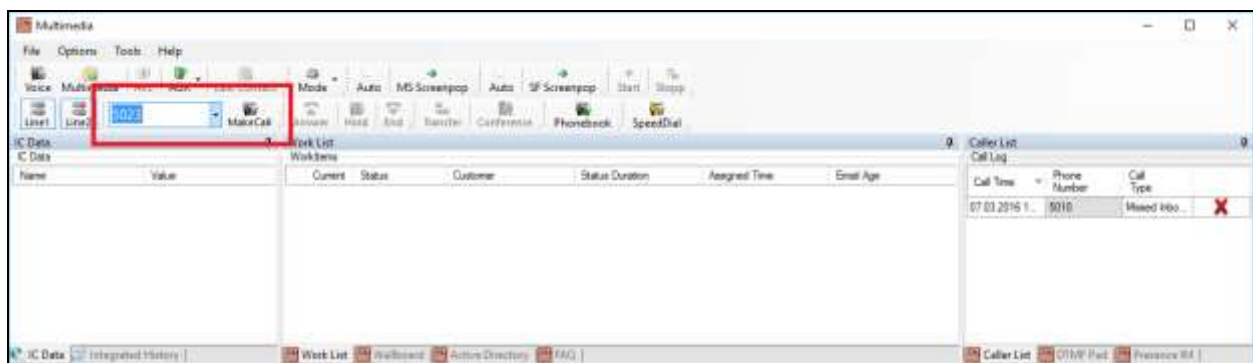 Multimedia
File Options Tools Help
Voice Multimedia AUX Mode Auto MS Screenpop Auto SF Screenpop Start Stopp
Line1 Line2 5023 MakeCall Answer Hold End Transfer Conference Phonebook SpeedDial
IC Data Work List Caller List
IC Data Workitems Call Log
Name Value Current Status Customer Status Duration Assigned Time Email Age Call Time Phone Number Call Type
07.03.2016 1... 5010 Missed Inbo...
IC Data Integrated History Work List Wallboard Active Directory FAQ Caller List DTMF Pad Presence IM